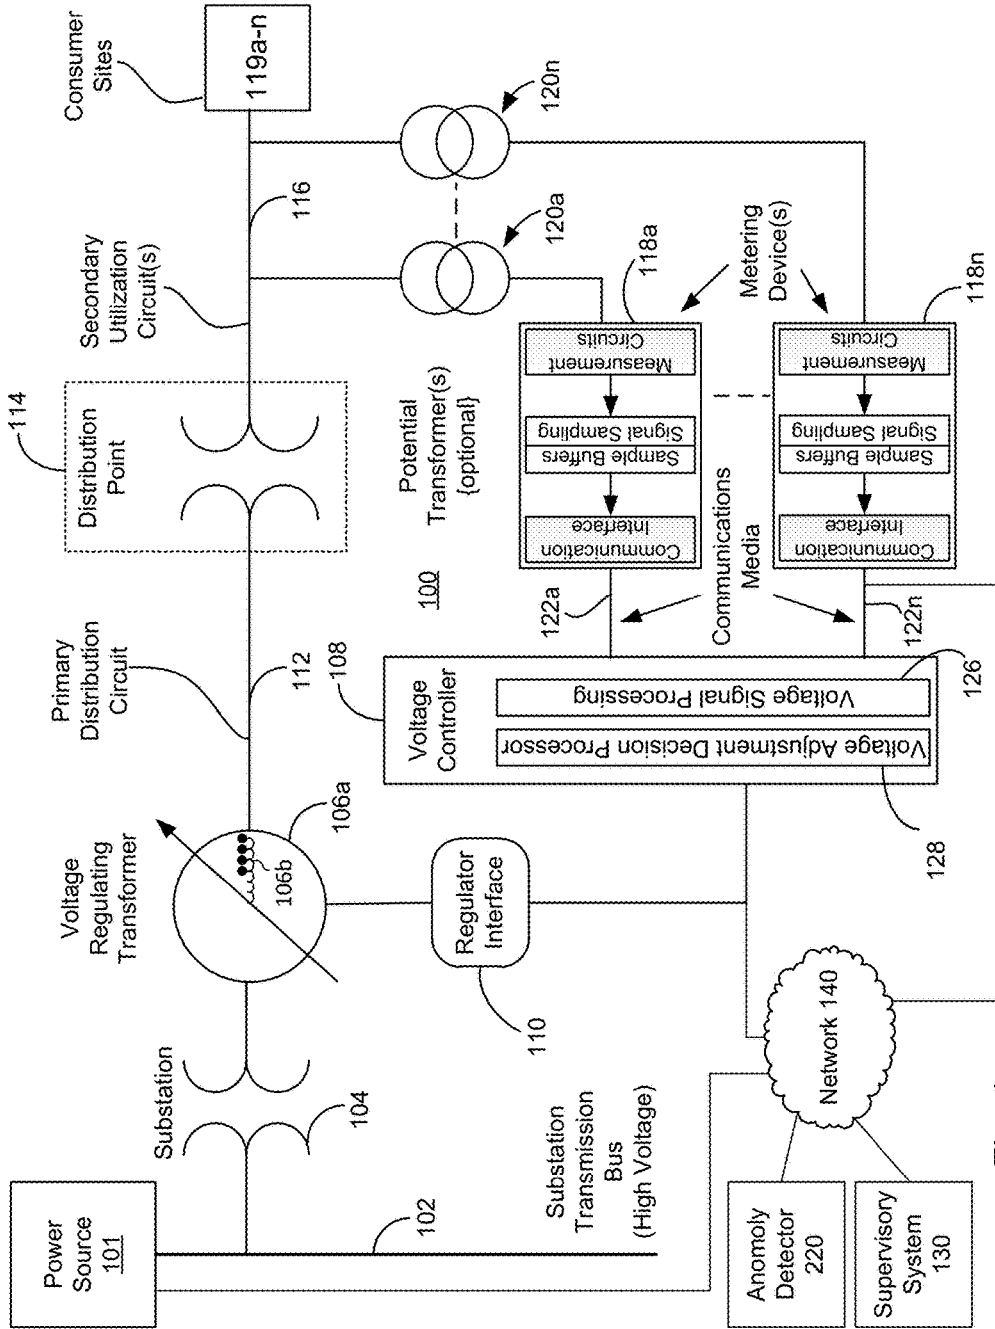 Power
Source
101
102
Substation
104
Substation
Transmission
Bus
(High Voltage)
Voltage
Regulating
Transformer
106a
106b
Regulator
Interface
110
Primary
Distribution
Circuit
112
114
Distribution
Point
Secondary
Utilization
Circuit(s)
116
Consumer
Sites
119a-n
120n
120a
Potential
Transformer(s)
{optional}
100
118a
Measurement
Circuits
Signal Sampling
Sample Buffers
Communication
Interface
Metering
Device(s)
118n
Measurement
Circuits
Signal Sampling
Sample Buffers
Communication
Interface
122a
Communications
Media
122n
108
Voltage
Controller
Voltage Signal Processing
126
Voltage Adjustment Decision Processor
128
Network 140
Anomoly
Detector
220
Supervisory
System
130